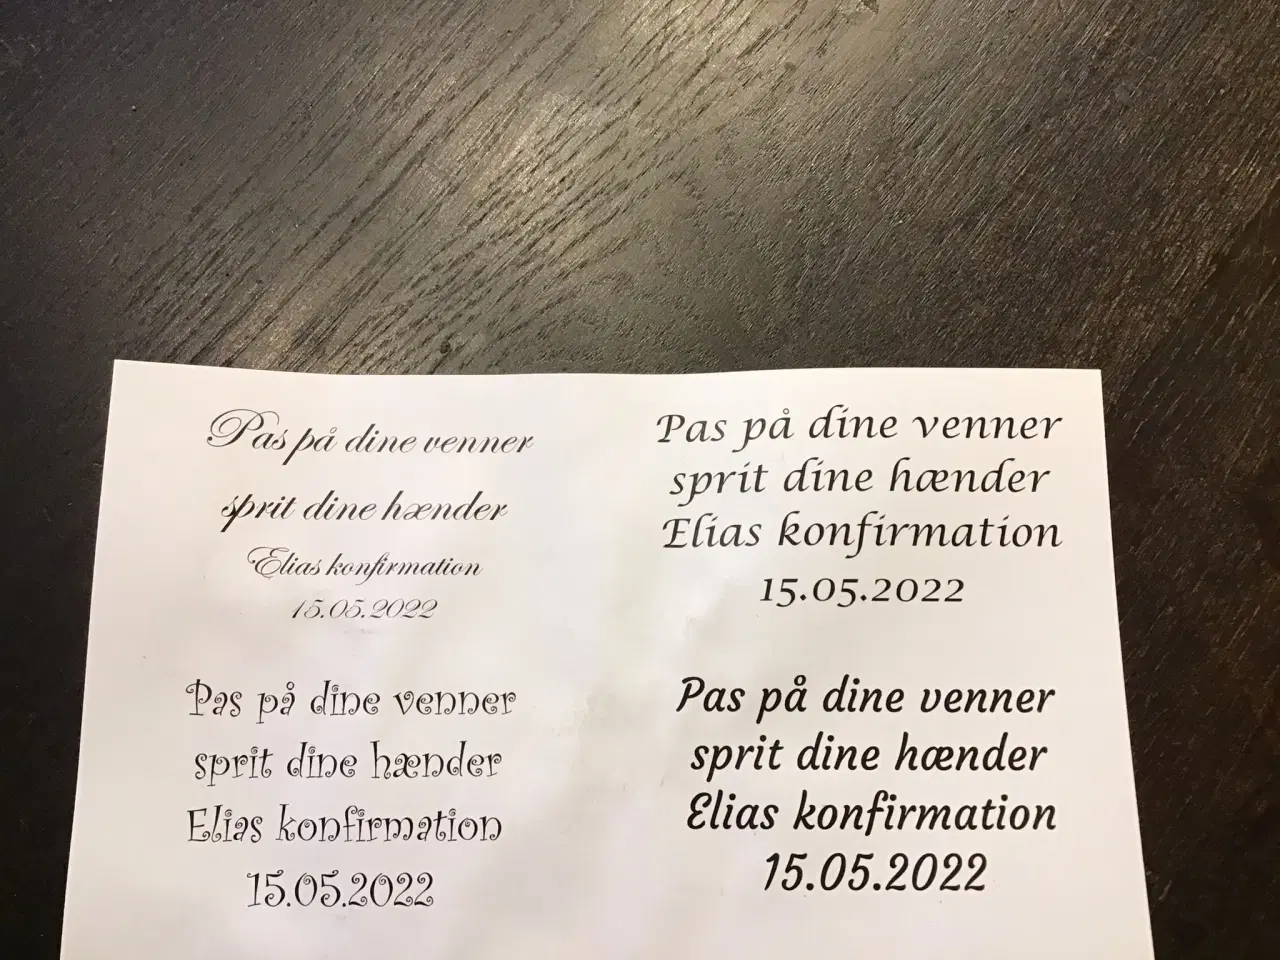 Pas på dine venner
sprit dine hænder
Elias konfirmation
15.05.2022
Pas på dine venner
sprit dine hænder
Elias konfirmation
15.05.2022
Pas på dine venner
sprit dine hænder
Elias konfirmation
15.05.2022
Pas på dine venner
sprit dine hænder
Elias konfirmation
15.05.2022